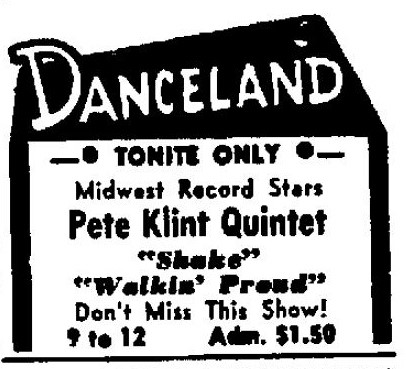 DANCELAND
TONITE ONLY
Midwest Record Stars
Pete Klint Quintet
"Shake"
"Walkin' Proud"
Don't Miss This Show!
9 to 12 Adm. $1.50